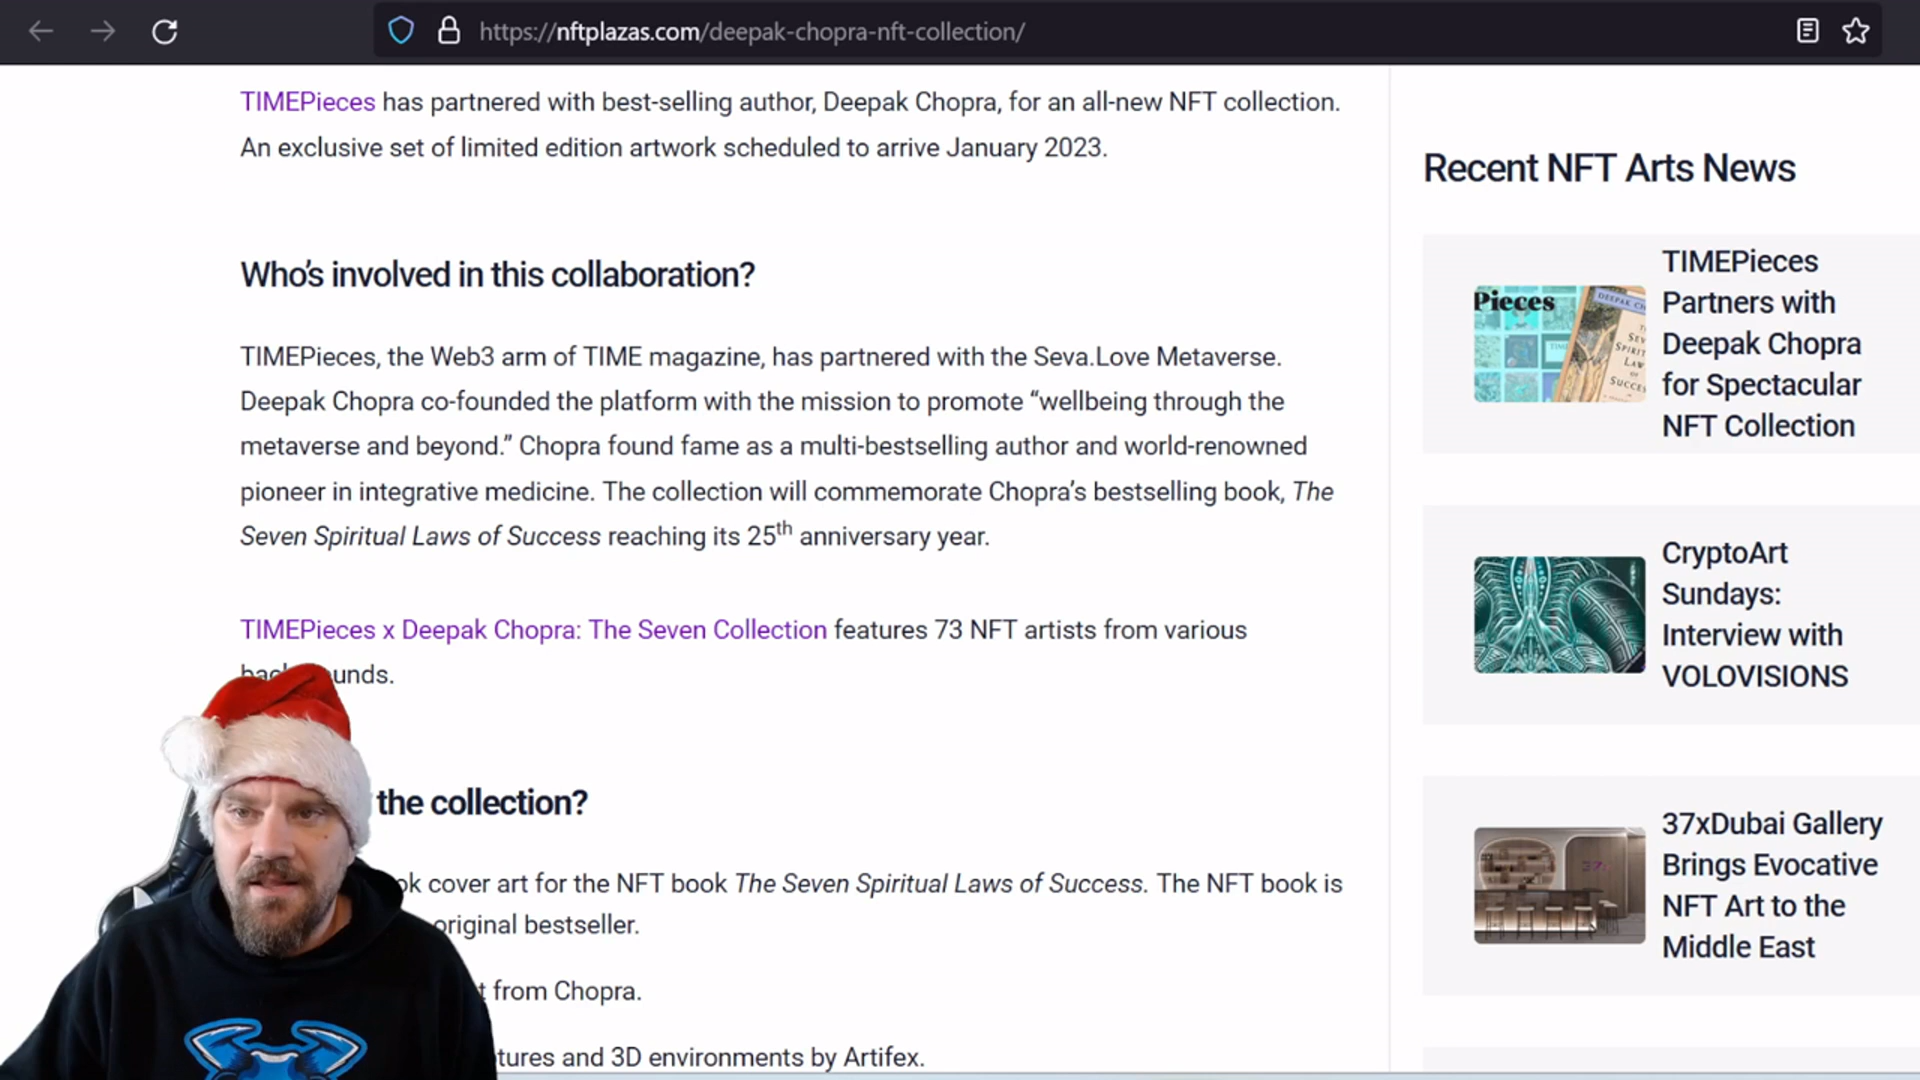 https://nftplazas.com/deepak-chopra-nft-collection/
TIMEPieces has partnered with best-selling author, Deepak Chopra, for an all-new NFT collection.
An exclusive set of limited edition artwork scheduled to arrive January 2023.
Who's involved in this collaboration?
TIMEPieces, the Web3 arm of TIME magazine, has partnered with the Seva.Love Metaverse.
Deepak Chopra co-founded the platform with the mission to promote “wellbeing through the
metaverse and beyond.” Chopra found fame as a multi-bestselling author and world-renowned
pioneer in integrative medicine. The collection will commemorate Chopra’s bestselling book, The
Seven Spiritual Laws of Success reaching its 25th anniversary year.
TIMEPieces x Deepak Chopra: The Seven Collection features 73 NFT artists from various
unds.
the collection?
ok cover art for the NFT book The Seven Spiritual Laws of Success. The NFT book is
original bestseller.
t from Chopra.
tures and 3D environments by Artifex.
Recent NFT Arts News
Pieces
DEEPAK
TIMEPieces
Partners with
Deepak Chopra
for Spectacular
NFT Collection
CryptoArt
Sundays:
Interview with
VOLOVISIONS
37xDubai Gallery
Brings Evocative
NFT Art to the
Middle East